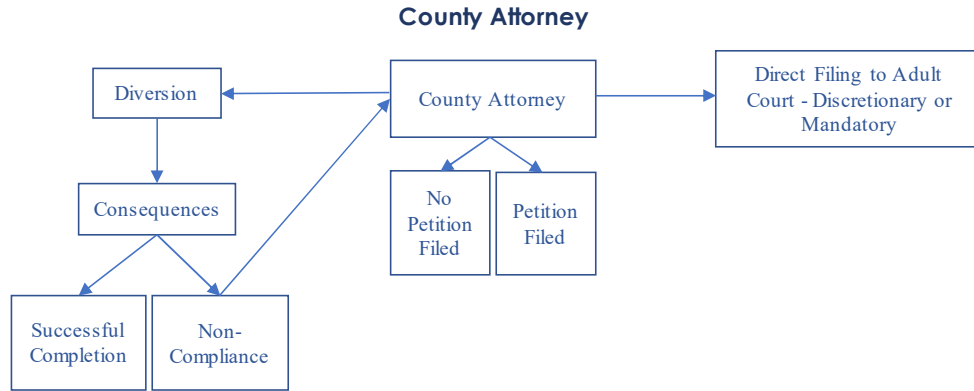 County Attorney
Diversion
County Attorney
Direct Filing to Adult
Court - Discretionary or
Mandatory
Consequences
No
Petition
Filed
Petition
Filed
Successful
Completion
Non-
Compliance